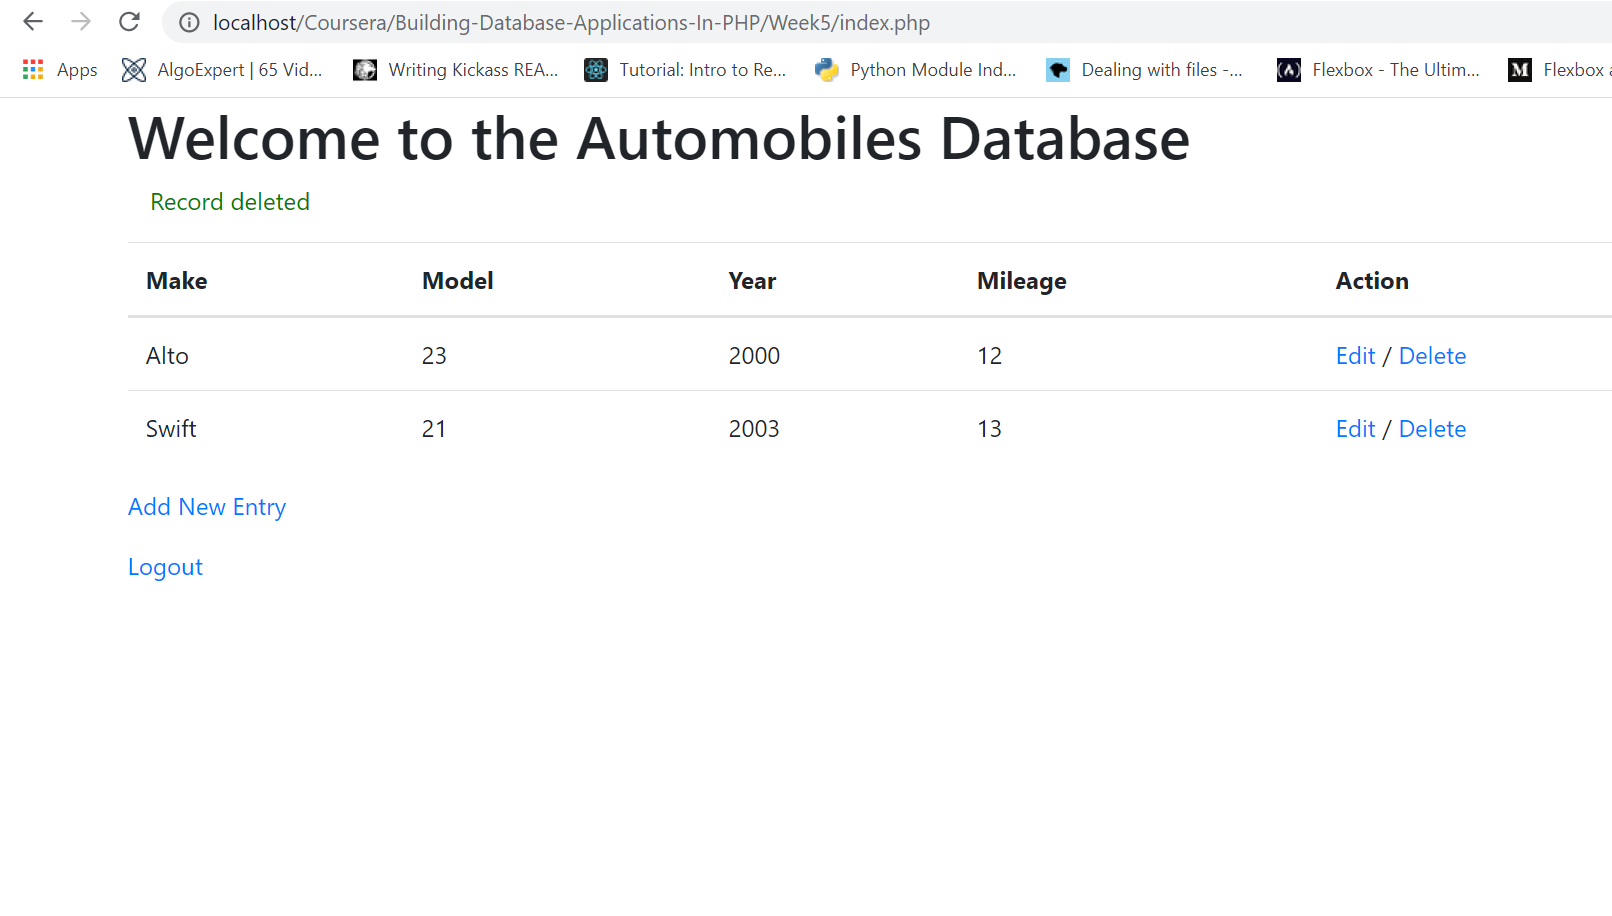 localhost/Coursera/Building-Database-Applications-In-PHP/Week5/index.php
Apps AlgoExpert | 65 Vid... Writing Kickass REA... Tutorial: Intro to Re... Python Module Ind... Dealing with files -... Flexbox - The Ultim... M Flexbox
Welcome to the Automobiles Database
Record deleted
Make Model Year Mileage Action
Alto 23 2000 12 Edit / Delete
Swift 21 2003 13 Edit / Delete
Add New Entry
Logout